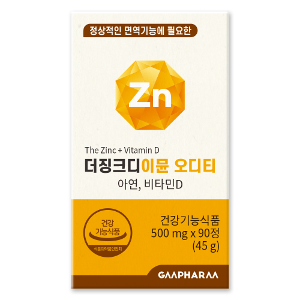 정상적인 면역기능에 필요한
Zn
The Zinc + Vitamin D
더징크디이뮨 오디티
아연, 비타민D
건강
기능식품
건강기능식품
500 mg x 90정
(45 g)
GMPHARM